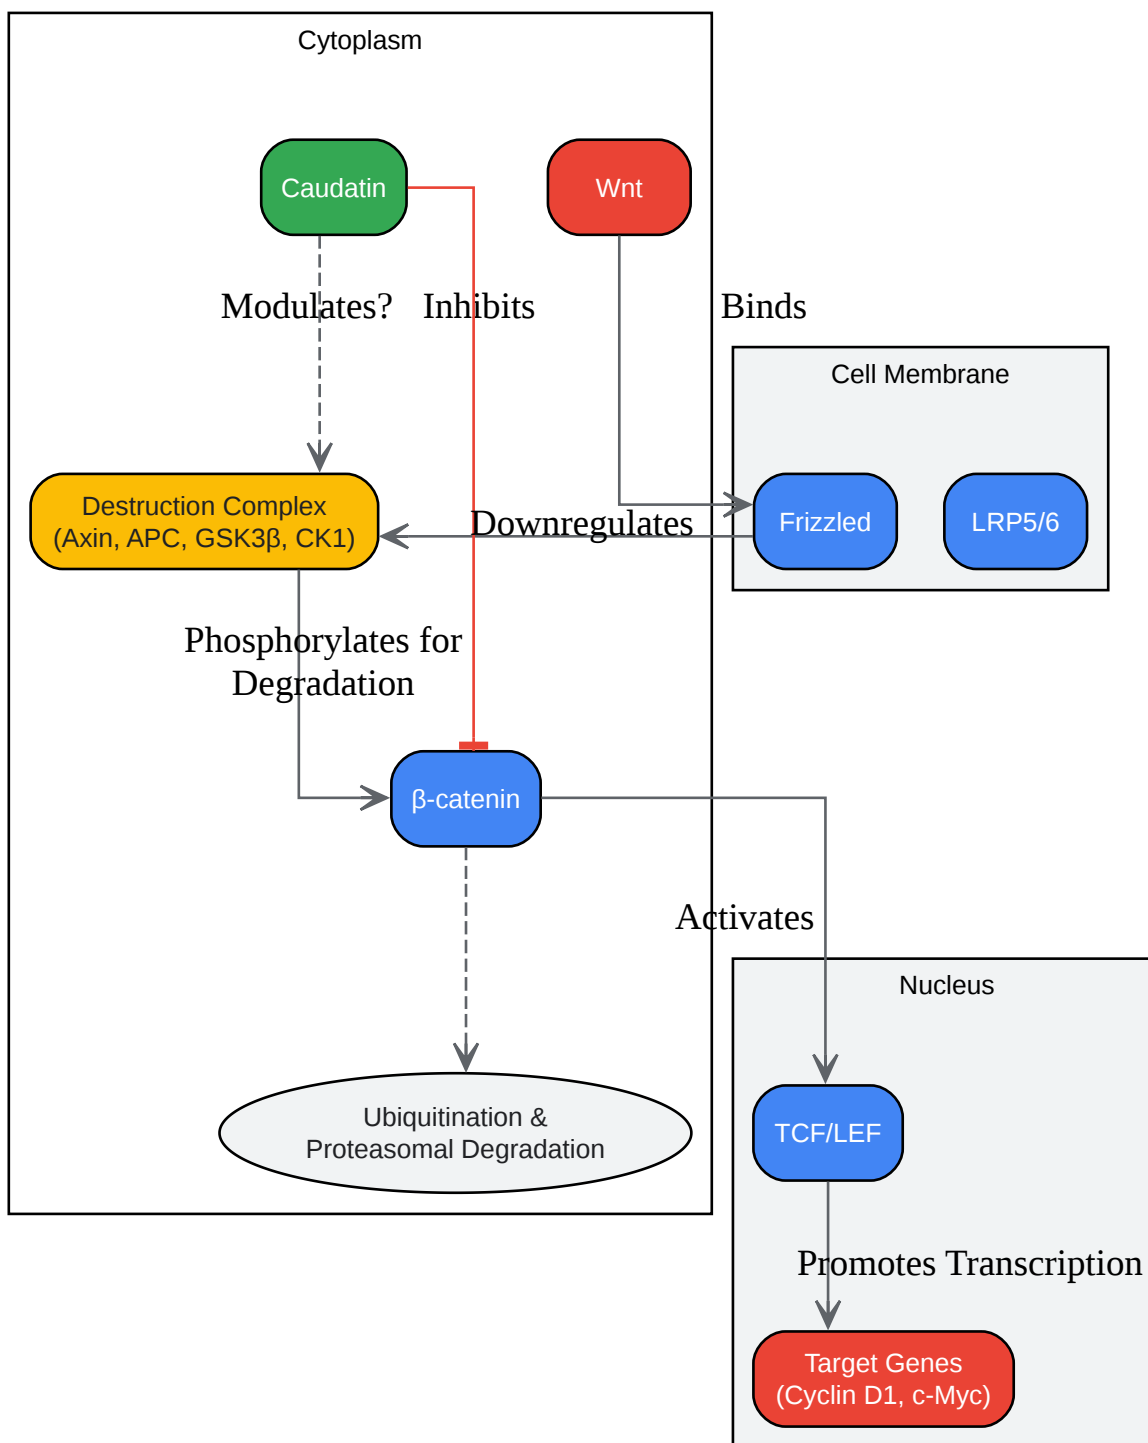 Cytoplasm
Caudatin
Wnt
Modulates?
Inhibits
Binds
Cell Membrane
Destruction Complex
(Axin, APC, GSK3β, CK1)
Downregulates
Frizzled
LRP5/6
Phosphorylates for
Degradation
β-catenin
Activates
Nucleus
Ubiquitination &
Proteasomal Degradation
TCF/LEF
Promotes Transcription
Target Genes
(Cyclin D1, c-Myc)